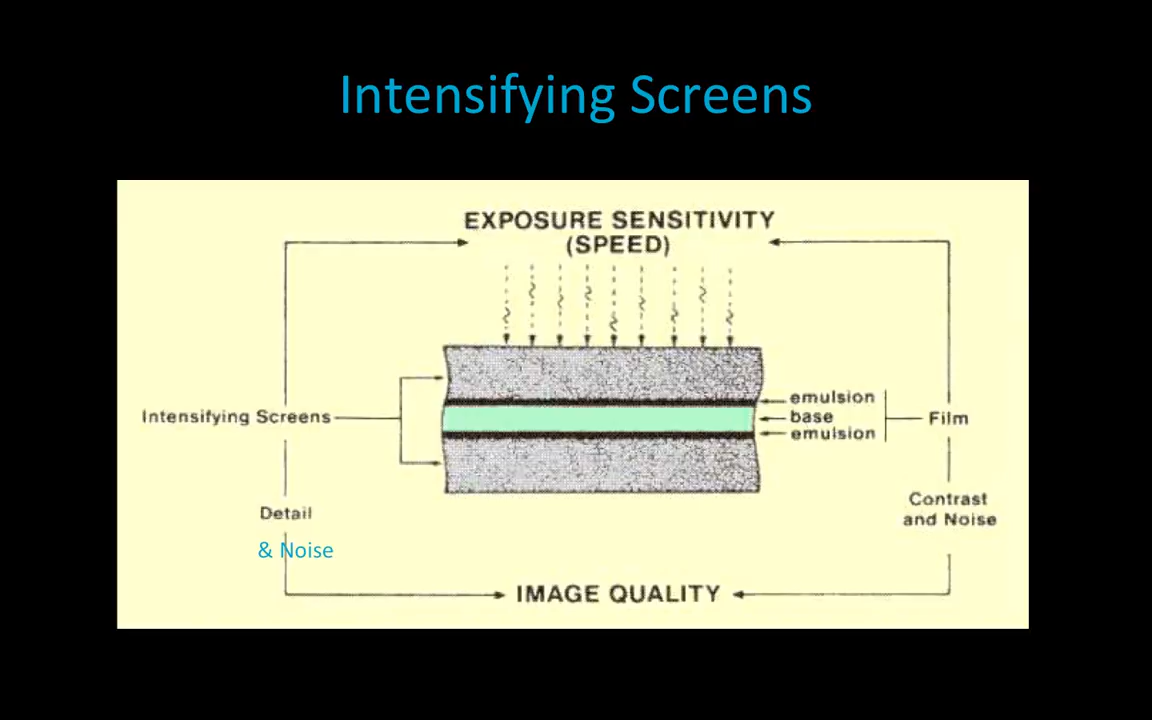 Intensifying Screens
EXPOSURE SENSITIVITY
(SPEED)
emulsion
Intensifying Screens
base
Film
emulsion
Detail
Contrast
and Noise
& Noise
IMAGE QUALITY